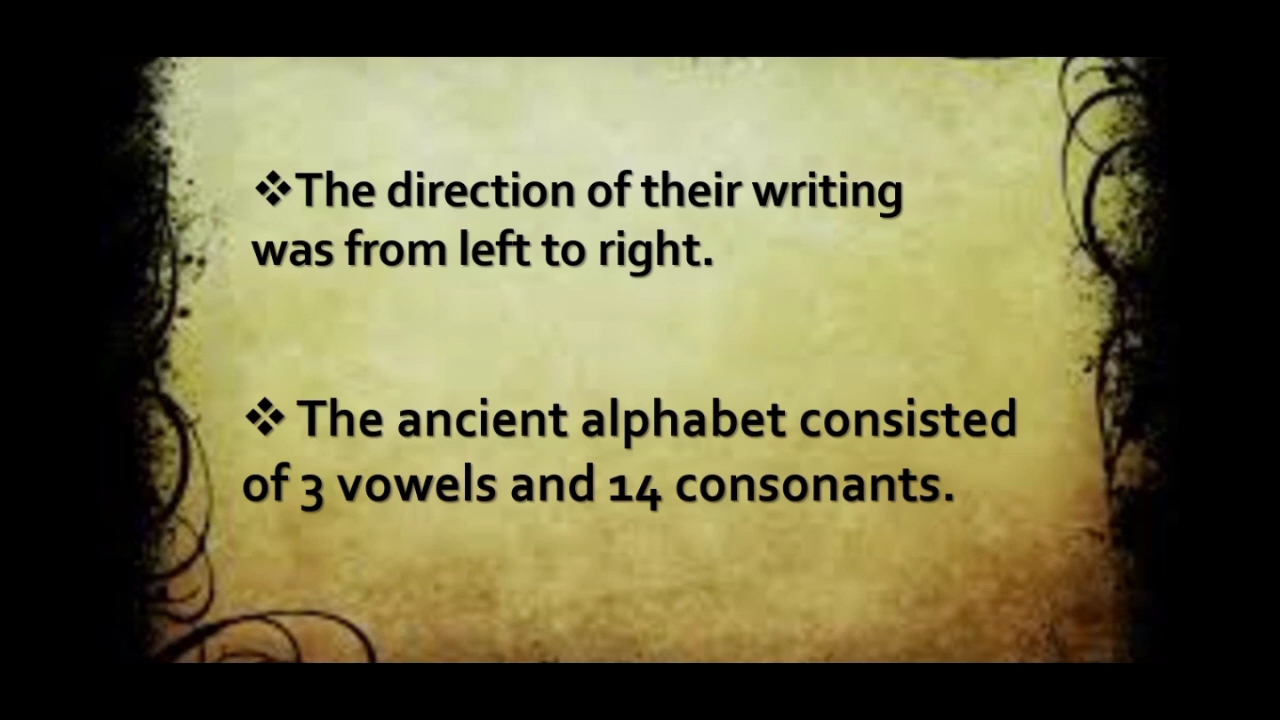 ❖The direction of their writing
was from left to right.
❖ The ancient alphabet consisted
of 3 vowels and 14 consonants.